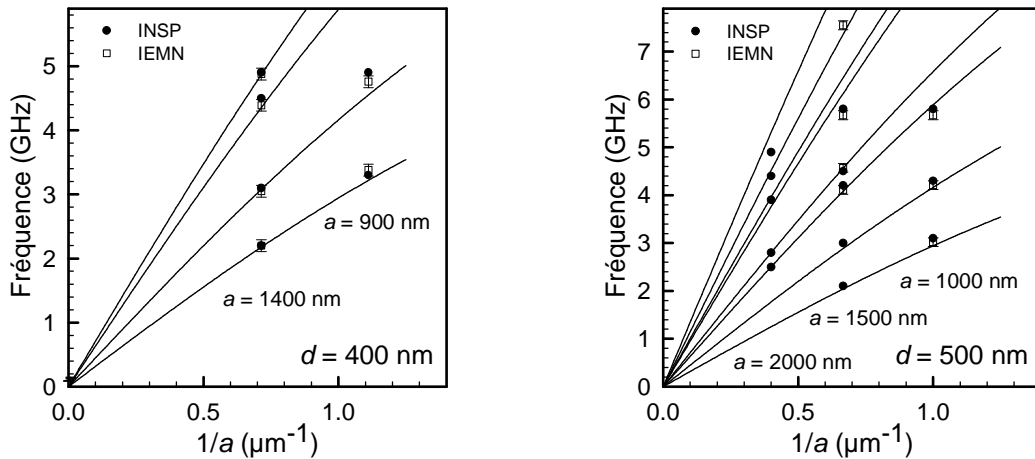 INSP
IEMN
5
4
3
2
1
0
Fréquence (GHz)
a = 900 nm
a = 1400 nm
d = 400 nm
0.0 0.5 1.0
1/a (µm⁻¹)
INSP
IEMN
7
6
5
4
3
2
1
0
Fréquence (GHz)
a = 1000 nm
a = 1500 nm
a = 2000 nm
d = 500 nm
0.0 0.5 1.0
1/a (µm⁻¹)